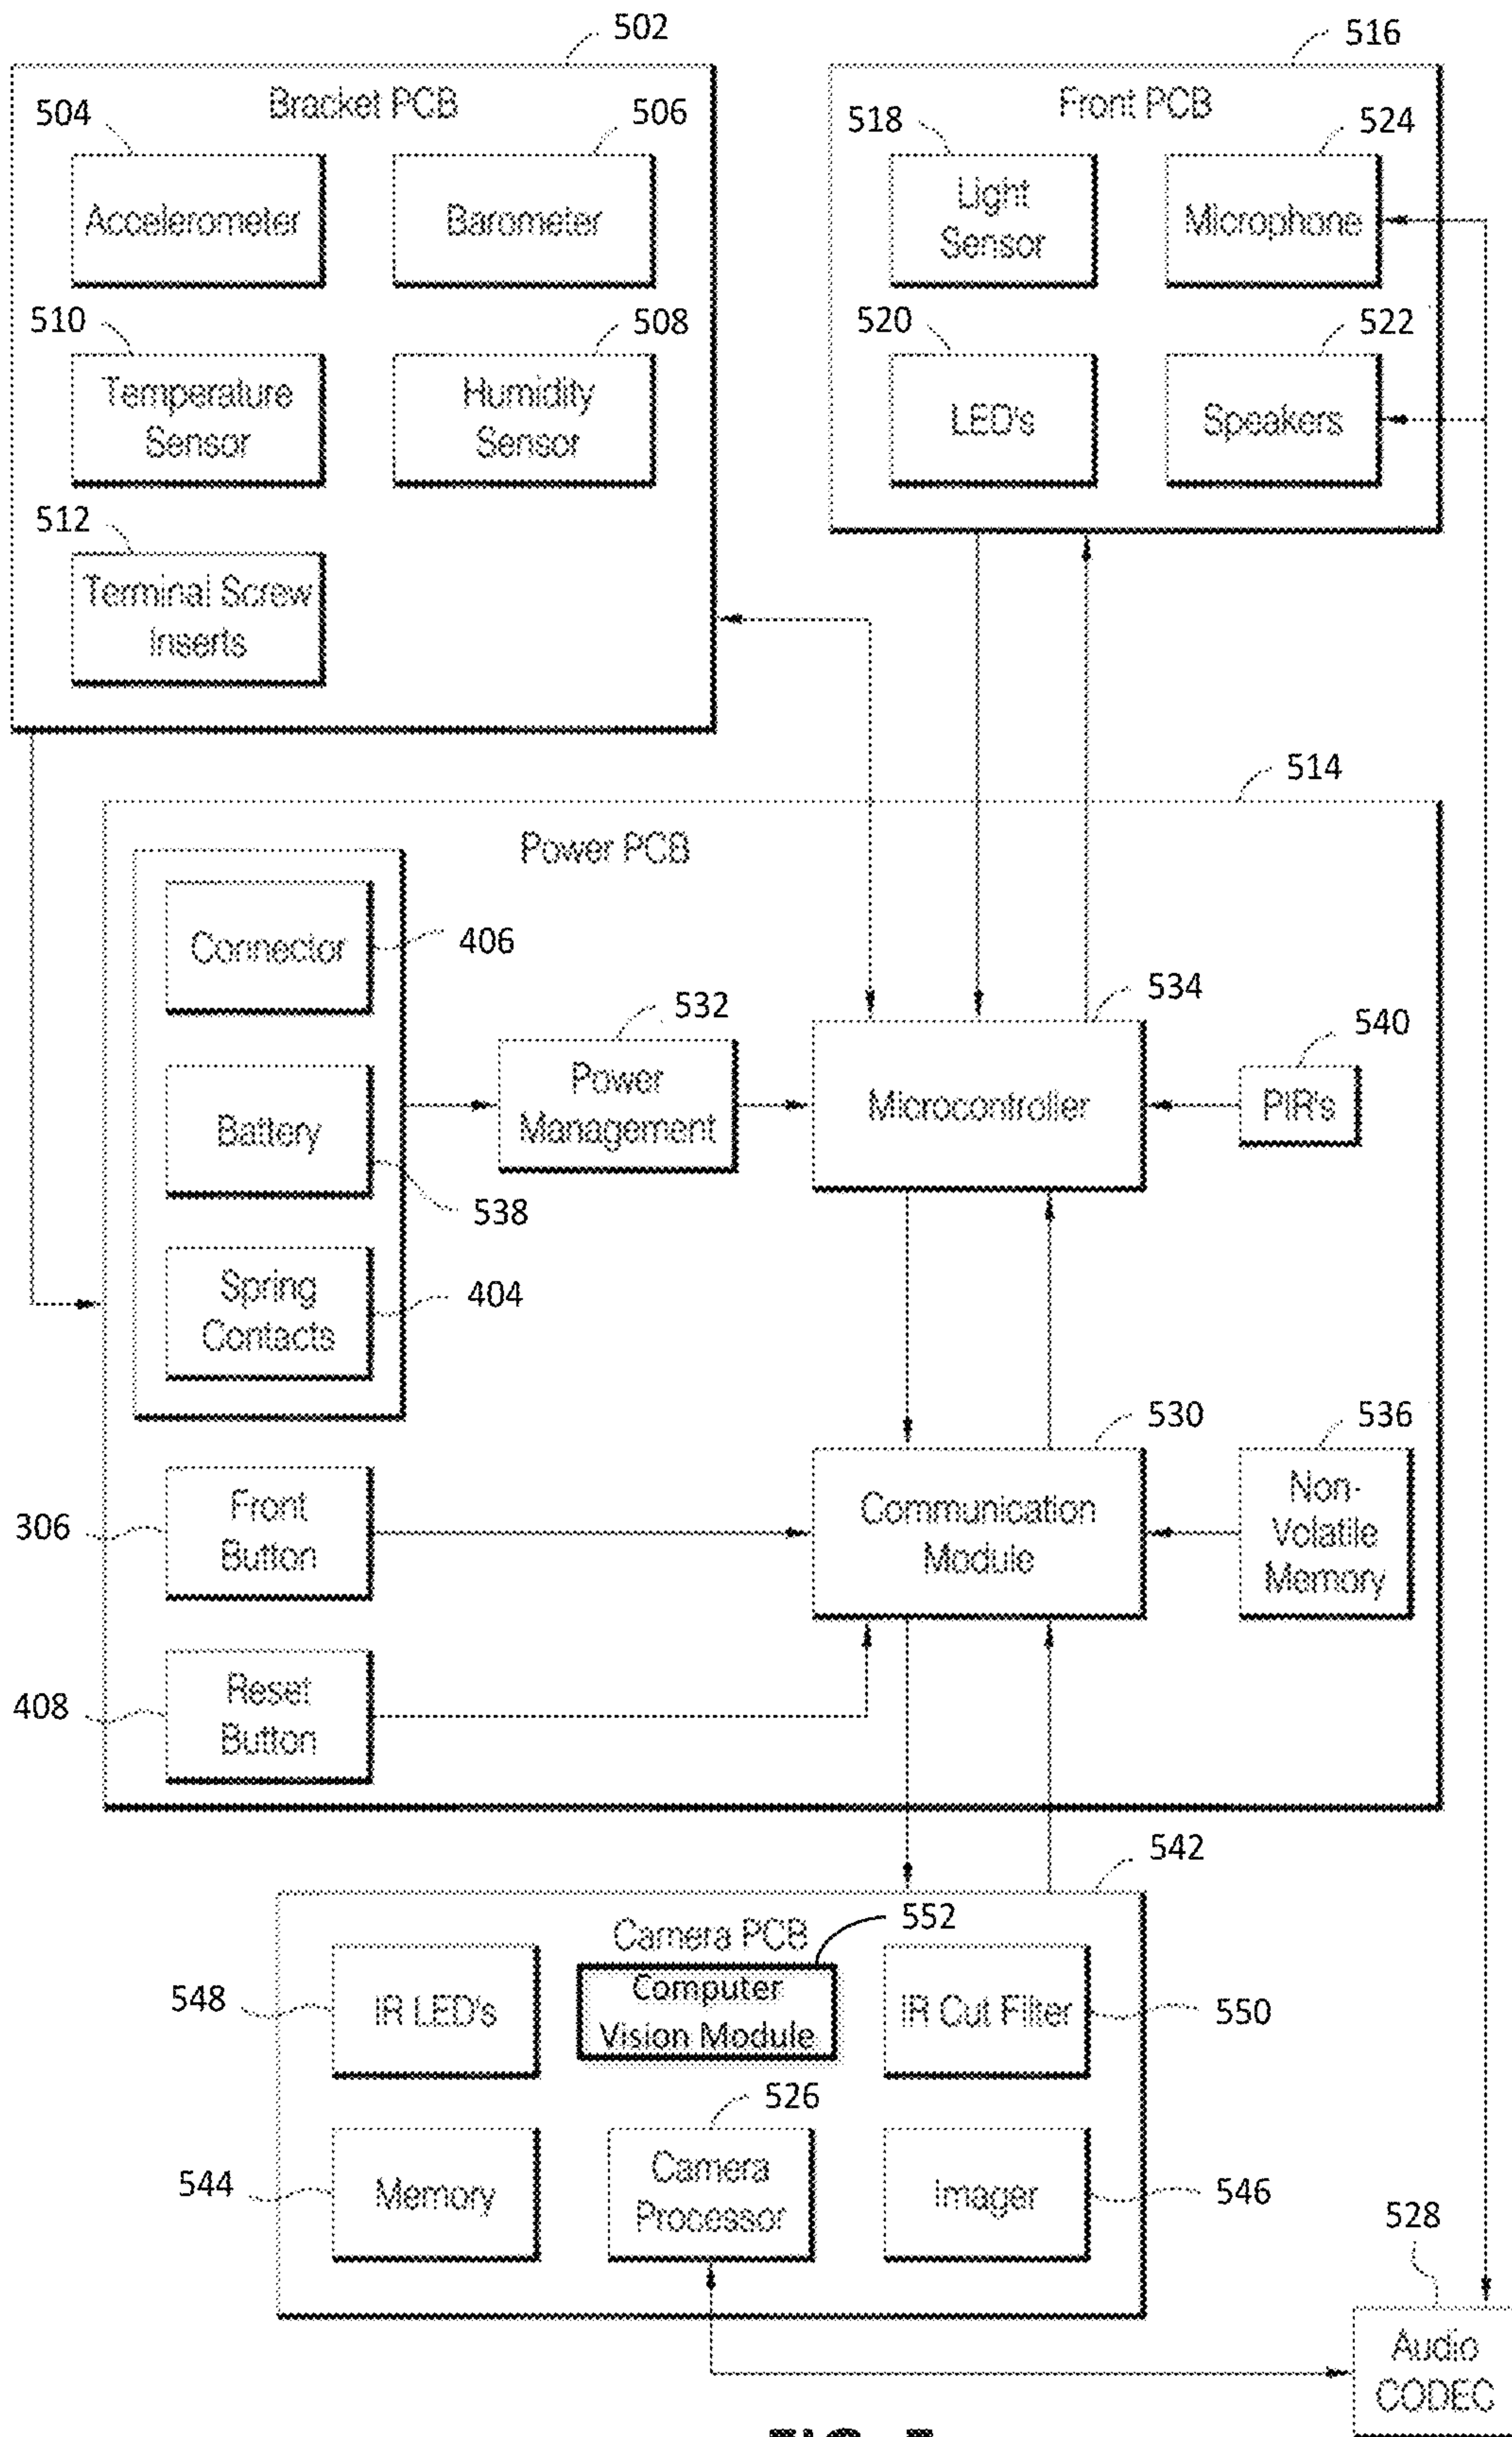 502
516
Bracket PCB
Front PCB
504
506
518
524
Accelerometer
Barometer
Light
Sensor
Microphone
510
508
520
522
Temperature
Sensor
Humidity
Sensor
LED's
Speakers
512
Terminal Screw
Inserts
514
Power PCB
Connector
406
532
534
540
Power
Management
Microcontroller
PIR's
Battery
538
Spring
Contacts
404
530
536
306
Front
Button
Communication
Module
Non-
Volatile
Memory
408
Reset
Button
542
Camera PCB
552
548
IR LED's
Computer
Vision Module
IR Cut Filter
550
526
544
Memory
Camera
Processor
Imager
546
528
Audio
CODEC